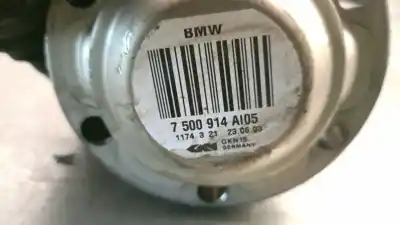 BMW
7 500 914 AI05
1174 3 21 23.06.03
GKN
GERMANY